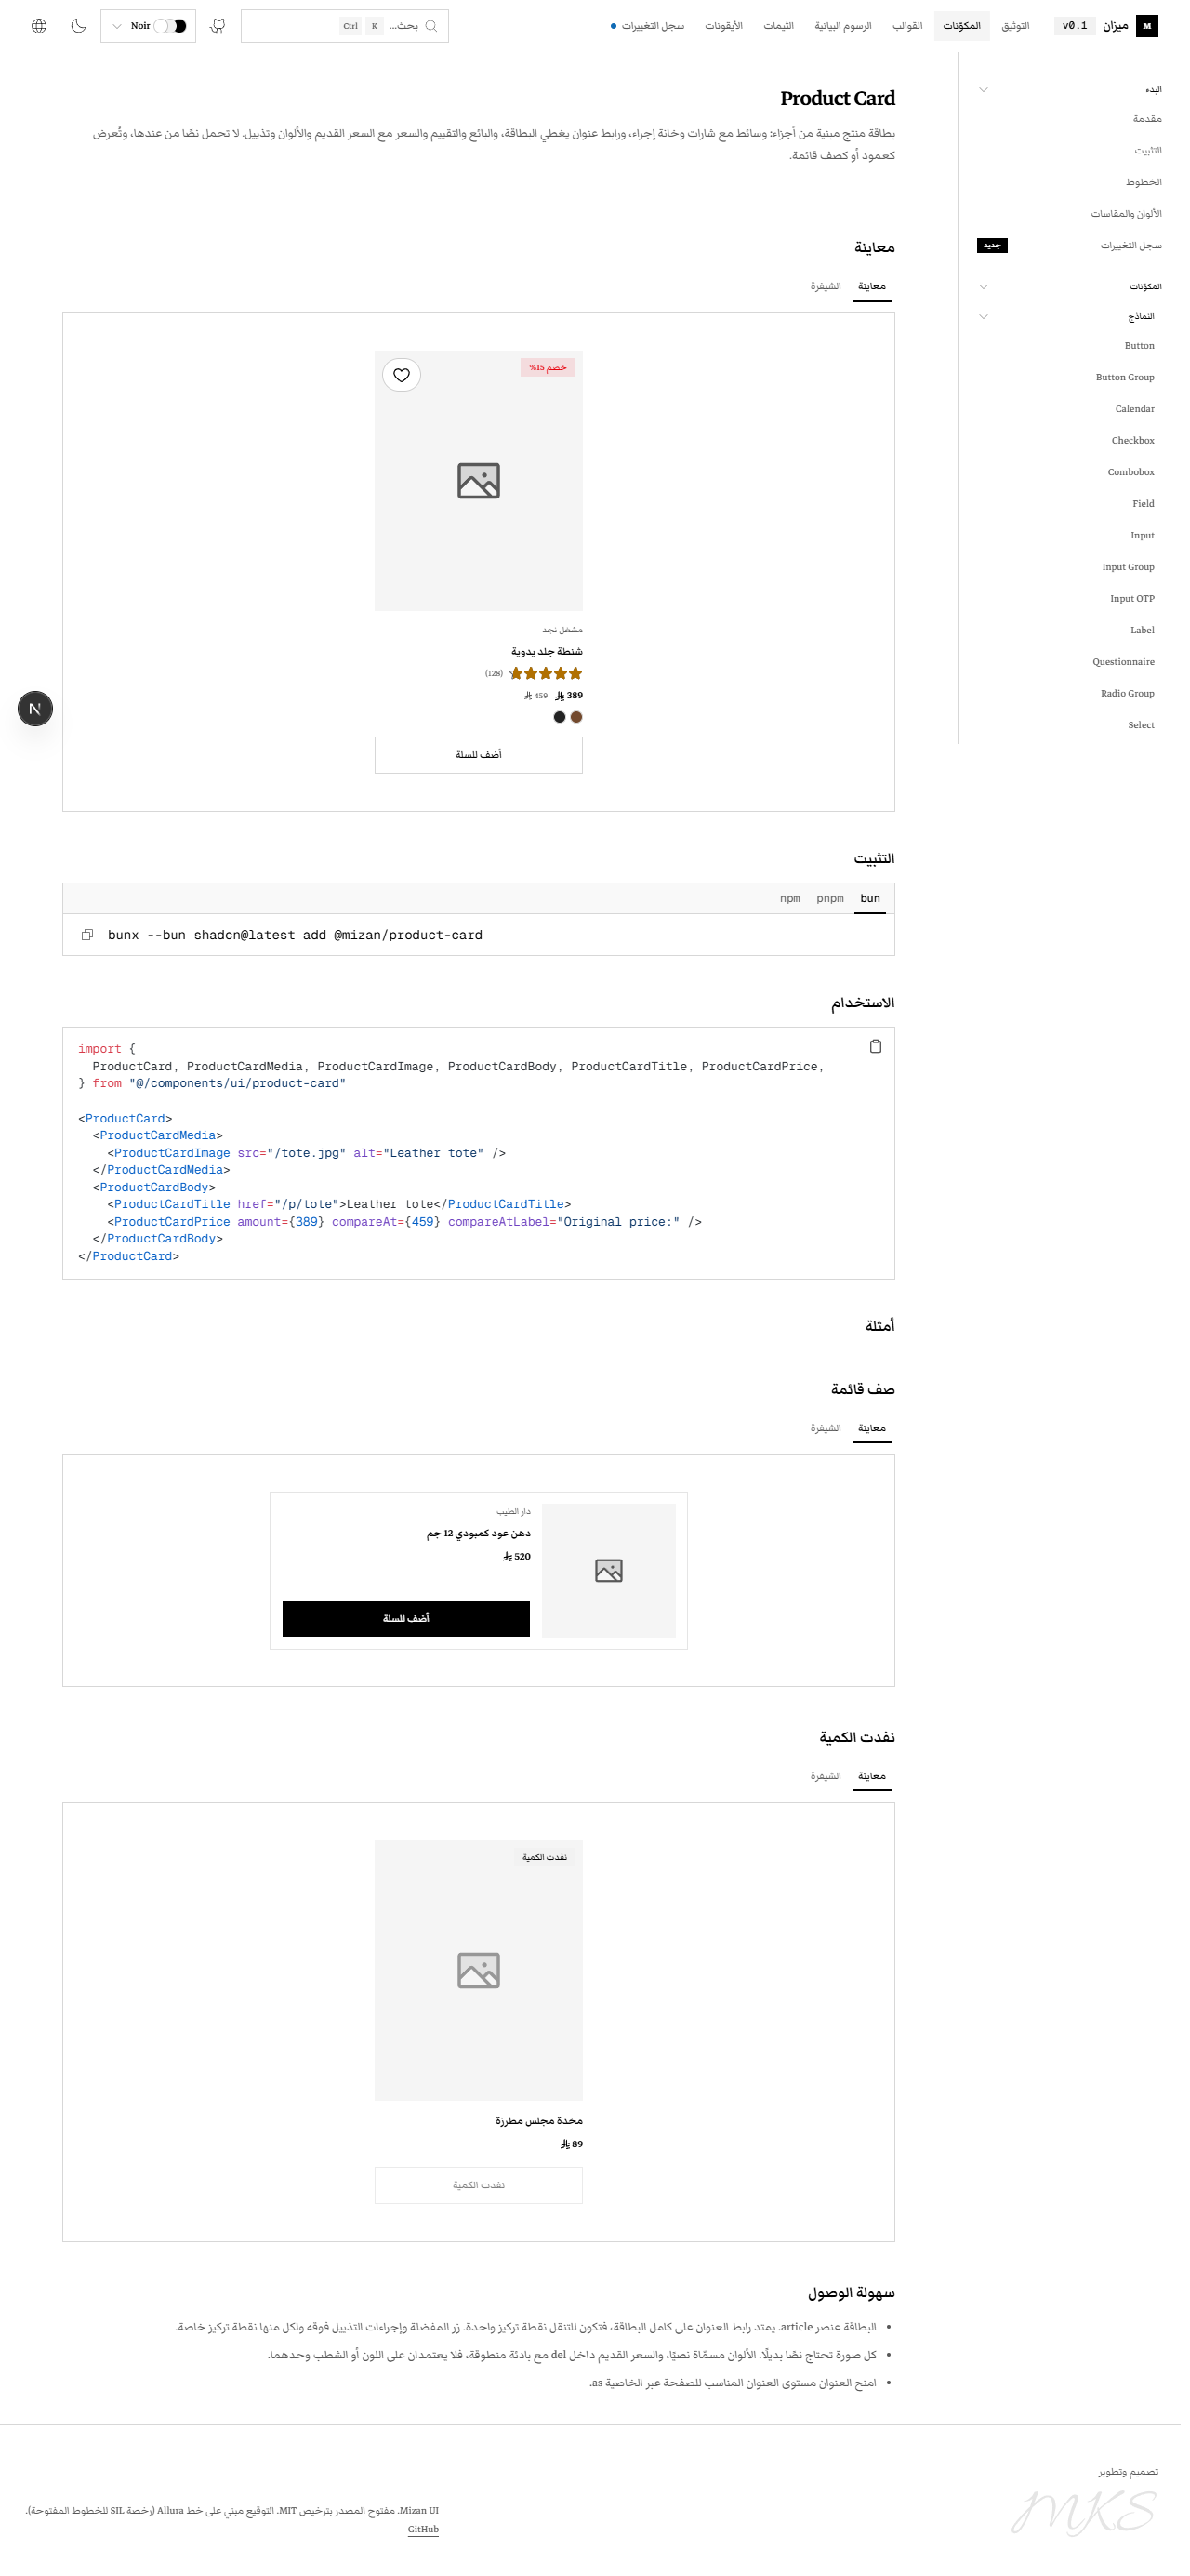 M ميزان v0.1 التوثيق المكوّنات القوالب الرسوم البيانية الثيمات الأيقونات سجل التغييرات بحث... K Ctrl Noir
البدء
مقدمة
التثبيت
الخطوط
الألوان والمقاسات
سجل التغييرات جديد
المكوّنات
النماذج
Button
Button Group
Calendar
Checkbox
Combobox
Field
Input
Input Group
Input OTP
Label
Questionnaire
Radio Group
Select
Product Card
بطاقة منتج مبنية من أجزاء: وسائط مع شارات وخانة إجراء، ورابط عنوان يغطي البطاقة، والبائع والتقييم والسعر مع السعر القديم والألوان وتذييل. لا تحمل نصًا من عندها، وتُعرض
كعمود أو كصف قائمة.
معاينة
معاينة الشيفرة
خصم 15%
مشغل نجد
شنطة جلد يدوية
(128)
389 459
أضف للسلة
N
التثبيت
bun pnpm npm
bunx --bun shadcn@latest add @mizan/product-card
الاستخدام
import {
  ProductCard, ProductCardMedia, ProductCardImage, ProductCardBody, ProductCardTitle, ProductCardPrice,
} from "@/components/ui/product-card"
<ProductCard>
  <ProductCardMedia>
    <ProductCardImage src="/tote.jpg" alt="Leather tote" />
  </ProductCardMedia>
  <ProductCardBody>
    <ProductCardTitle href="/p/tote">Leather tote</ProductCardTitle>
    <ProductCardPrice amount={389} compareAt={459} compareAtLabel="Original price:" />
  </ProductCardBody>
</ProductCard>
أمثلة
صف قائمة
معاينة الشيفرة
دار الطيب
دهن عود كمبودي 12 جم
520
أضف للسلة
نفدت الكمية
معاينة الشيفرة
نفدت الكمية
مخدة مجلس مطرزة
89
نفدت الكمية
سهولة الوصول
• البطاقة عنصر article. يمتد رابط العنوان على كامل البطاقة، فتكون للتنقل نقطة تركيز واحدة. زر المفضلة وإجراءات التذييل فوقه ولكل منها نقطة تركيز خاصة.
• كل صورة تحتاج نصًا بديلًا. الألوان مسمّاة نصيًا، والسعر القديم داخل del مع بادئة منطوقة، فلا يعتمدان على اللون أو الشطب وحدهما.
• امنح العنوان مستوى العنوان المناسب للصفحة عبر الخاصية as.
تصميم وتطوير
MKS
Mizan UI. مفتوح المصدر بترخيص MIT. التوقيع مبني على خط Allura (رخصة SIL للخطوط المفتوحة).
GitHub